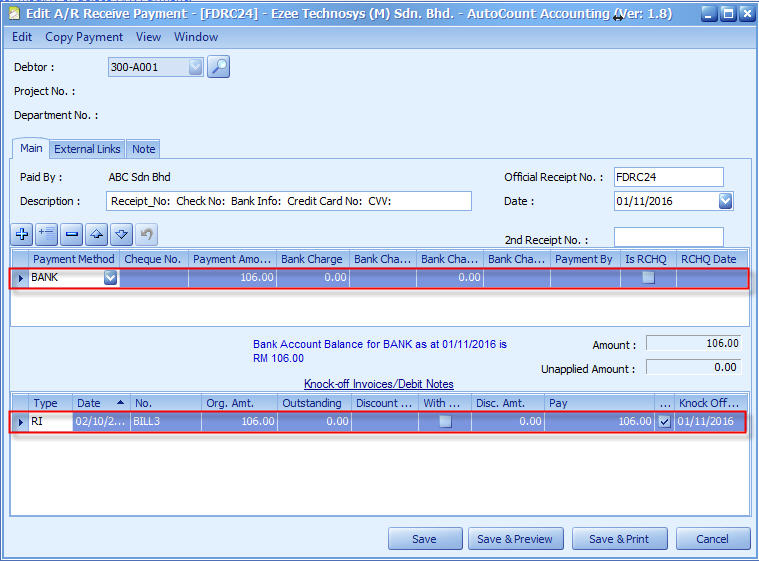 Edit A/R Receive Payment - [FDRC24] - Ezee Technosys (M) Sdn. Bhd. - AutoCount Accounting (Ver: 1.8)
Edit Copy Payment View Window
Debtor : 300-A001
Project No. :
Department No. :
Main External Links Note
Paid By : ABC Sdn Bhd Official Receipt No. : FDRC24
Description : Receipt_No: Check No: Bank Info: Credit Card No: CVV: Date : 01/11/2016
2nd Receipt No. :
Payment Method Cheque No. Payment Amo... Bank Charge Bank Cha... Bank Cha... Bank Cha... Payment By Is RCHQ RCHQ Date
BANK 106.00 0.00 0.00
Bank Account Balance for BANK as at 01/11/2016 is Amount : 106.00
RM 106.00
Unapplied Amount : 0.00
Knock-off Invoices/Debit Notes
Type Date No. Org. Amt. Outstanding Discount ... With ... Disc. Amt. Pay ... Knock Off...
RI 02/10/2... BILL3 106.00 0.00 0.00 106.00 01/11/2016
Save Save & Preview Save & Print Cancel